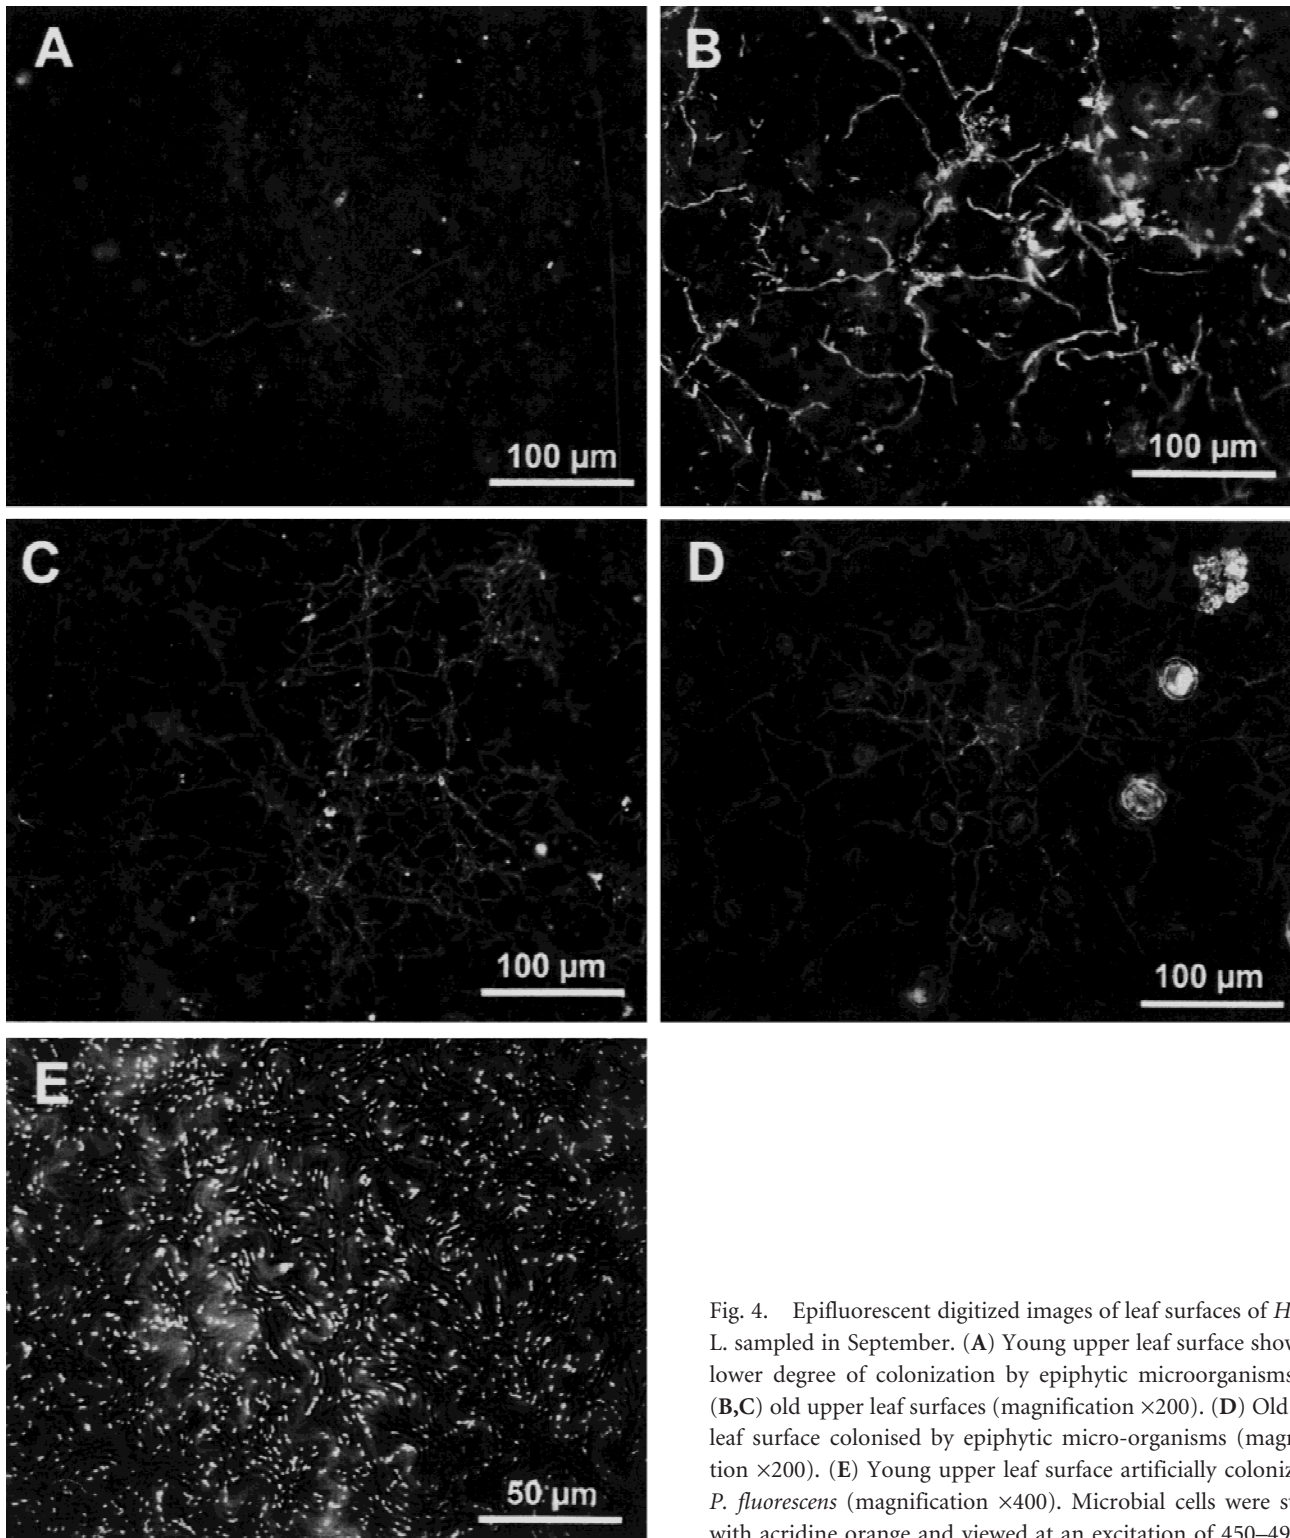 A
100 μm
B
100 μm
C
100 μm
D
100 μm
E
50 μm
Fig. 4. Epifluorescent digitized images of leaf surfaces of
L. sampled in September. (A) Young upper leaf surface
lower degree of colonization by epiphytic microorganisms
(B,C) old upper leaf surfaces (magnification ×200). (D) Old
leaf surface colonised by epiphytic micro-organisms
tion ×200). (E) Young upper leaf surface artificially
P. fluorescens (magnification ×400). Microbial cells were
with acridine orange and viewed at an excitation of